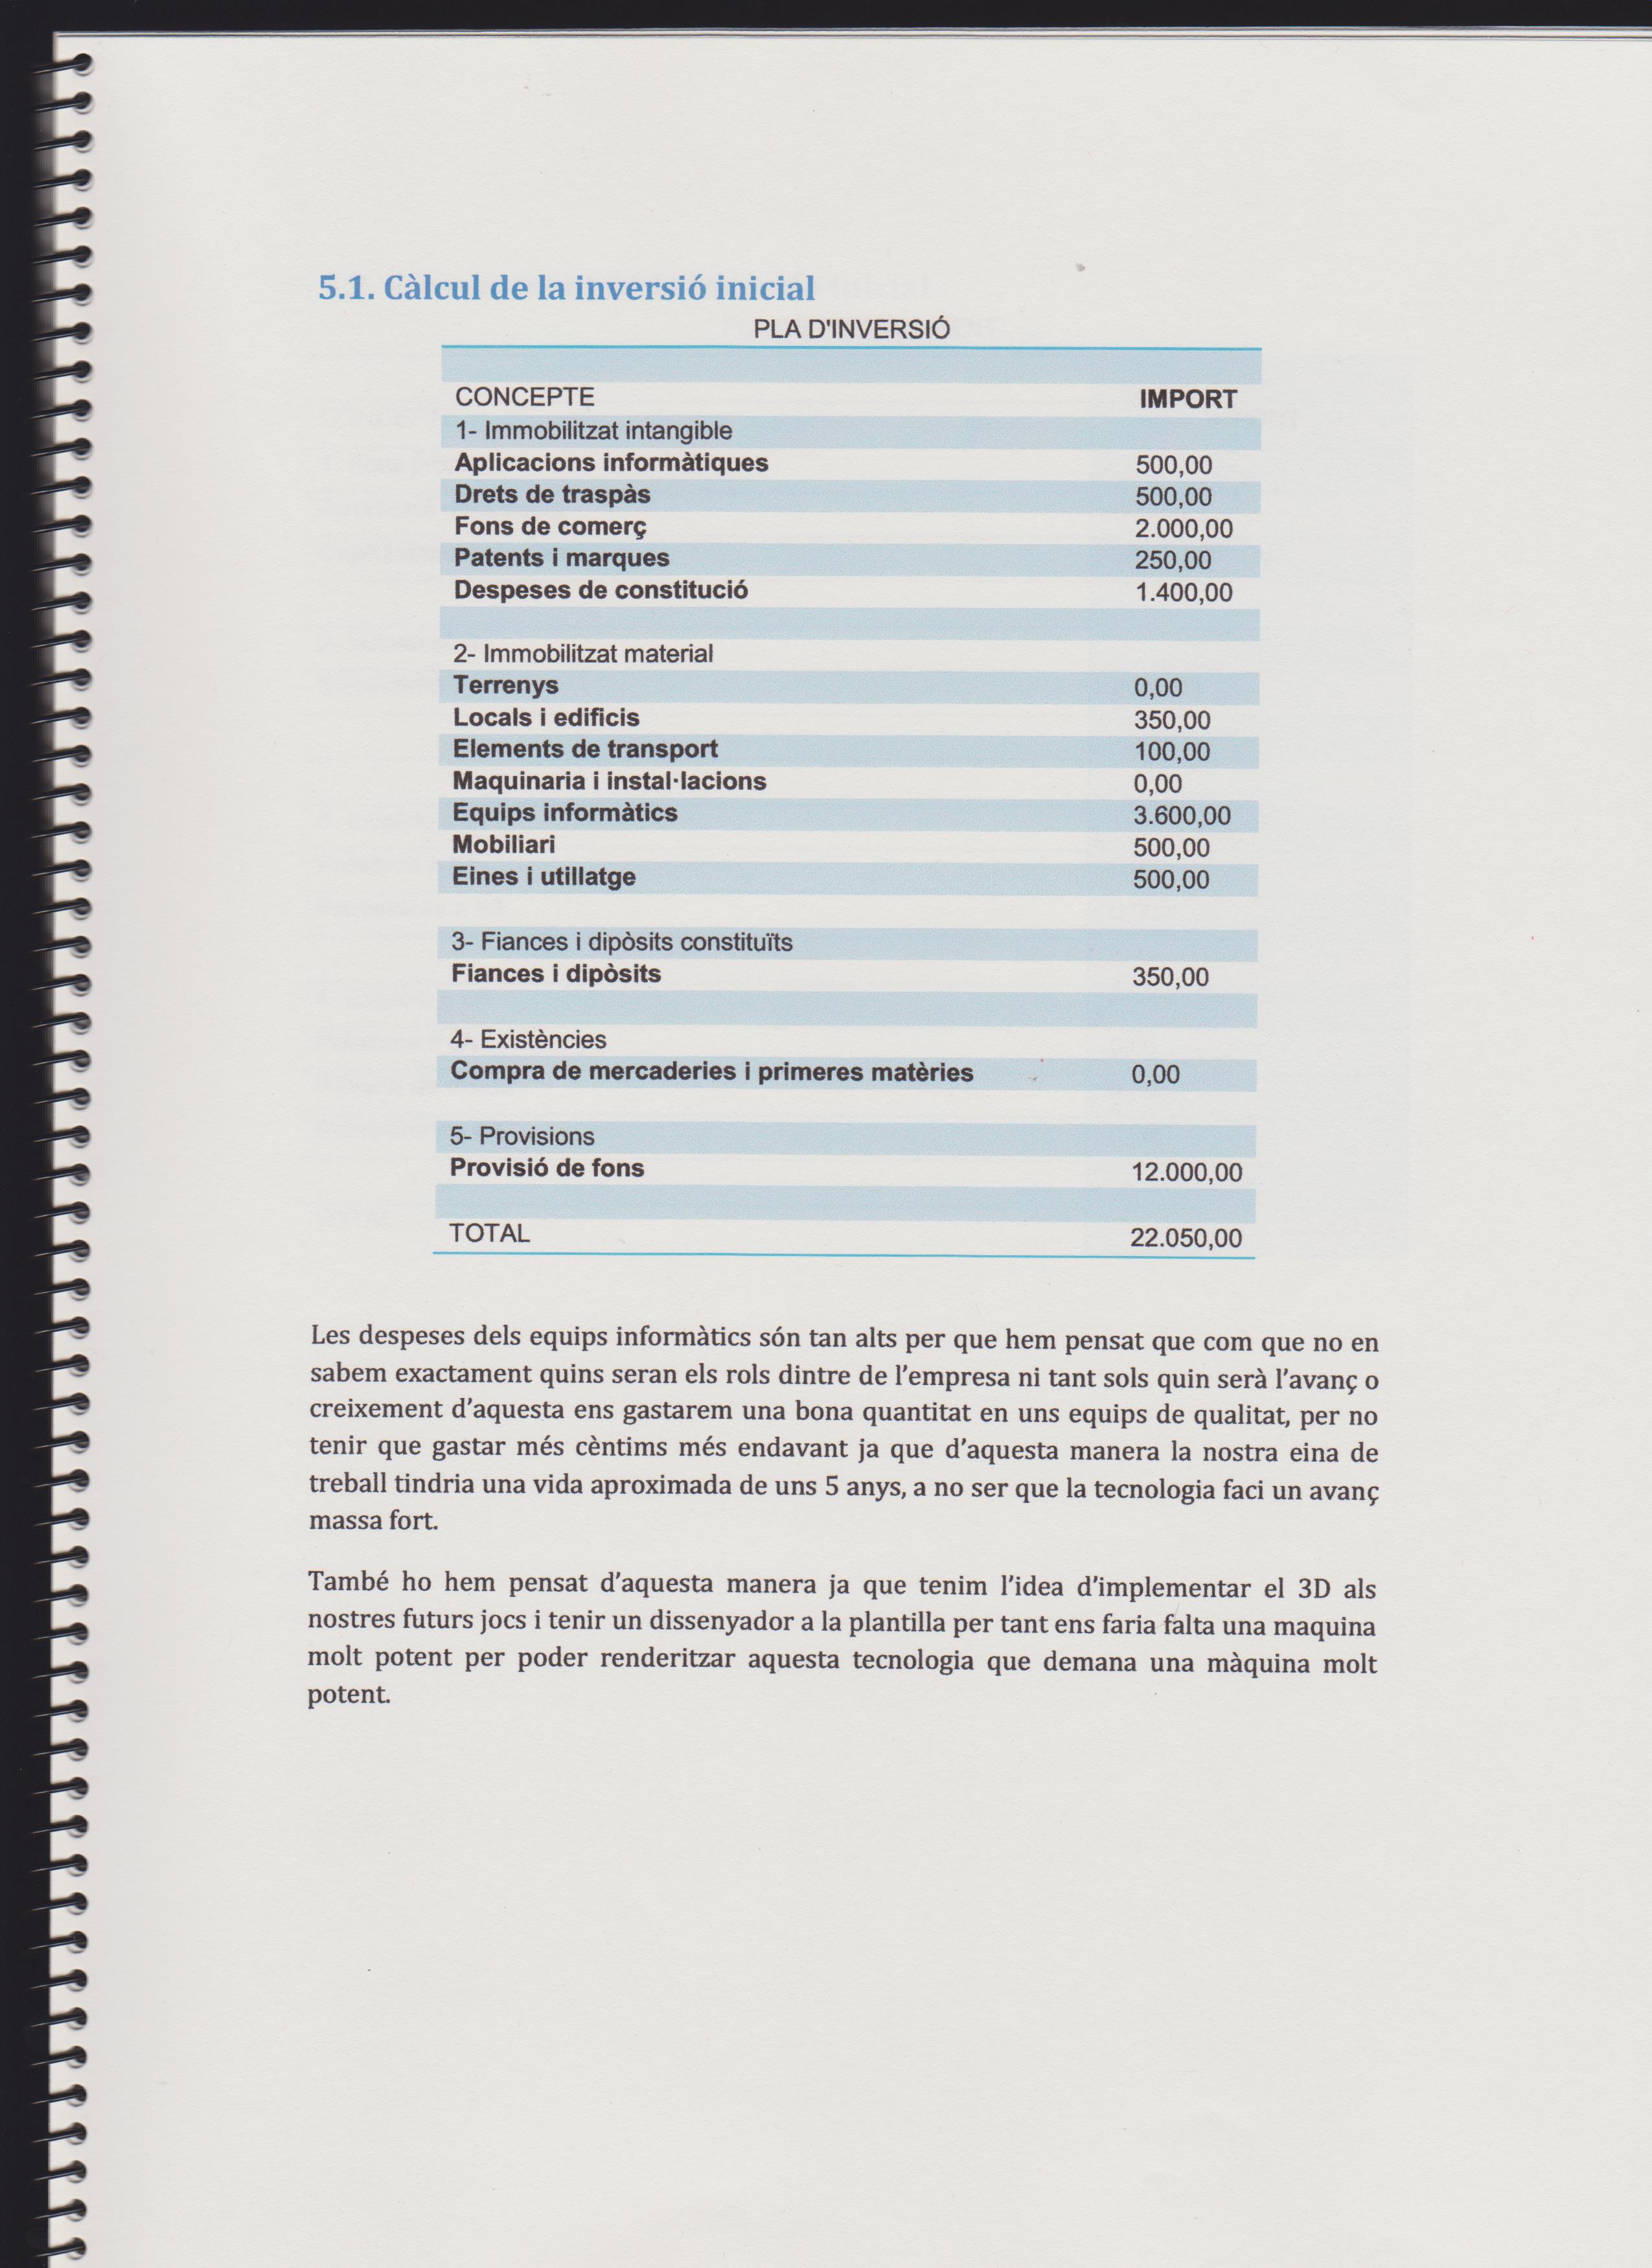 5.1. Càlcul de la inversió inicial
PLA D'INVERSIÓ
CONCEPTE IMPORT
1- Immobilitzat intangible
Aplicacions informàtiques 500,00
Drets de traspàs 500,00
Fons de comerç 2.000,00
Patents i marques 250,00
Despeses de constitució 1.400,00
2- Immobilitzat material
Terrenys 0,00
Locals i edificis 350,00
Elements de transport 100,00
Maquinaria i instal·lacions 0,00
Equips informàtics 3.600,00
Mobiliari 500,00
Eines i utillatge 500,00
3- Fiances i dipòsits constituïts
Fiances i dipòsits 350,00
4- Existències
Compra de mercaderies i primeres matèries 0,00
5- Provisions
Provisió de fons 12.000,00
TOTAL 22.050,00
Les despeses dels equips informàtics són tan alts per que hem pensat que com que no en
sabem exactament quins seran els rols dintre de l'empresa ni tant sols quin serà l'avanç o
creixement d'aquesta ens gastarem una bona quantitat en uns equips de qualitat, per no
tenir que gastar més cèntims més endavant ja que d'aquesta manera la nostra eina de
treball tindria una vida aproximada de uns 5 anys, a no ser que la tecnologia faci un avanç
massa fort.
També ho hem pensat d'aquesta manera ja que tenim l'idea d'implementar el 3D als
nostres futurs jocs i tenir un dissenyador a la plantilla per tant ens faria falta una maquina
molt potent per poder renderitzar aquesta tecnologia que demana una màquina molt
potent.